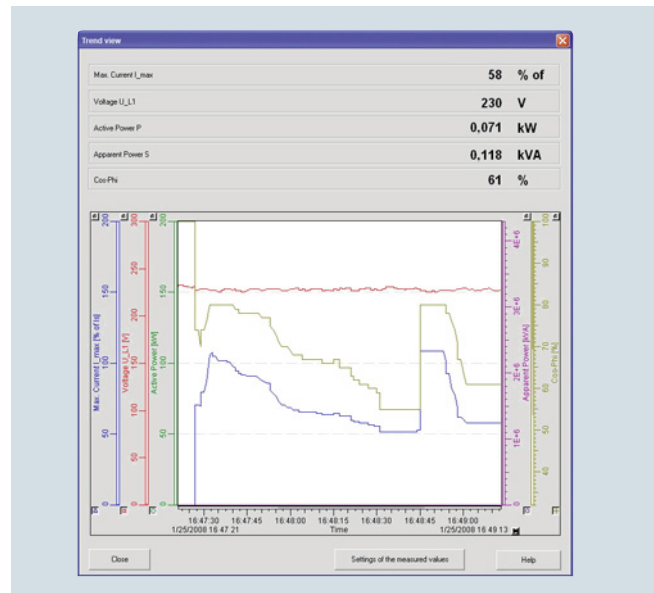 Trend view
Max. Current I_max 58 % of
Voltage U_L1 230 V
Active Power P 0,071 kW
Apparent Power S 0,118 kVA
Cos-Phi 61 %
Max. Current I_max [% of Is]
0 50 100 150 200
Voltage U_L1 [V]
0 50 100 150 200 250 300
Active Power [kW]
0 50 100 150 200
Apparent Power [kVA]
0 1E+6 2E+6 3E+6 4E+6
Cos-Phi [%]
40 50 60 70 80 90 100
16:47:30 16:47:45 16:48:00 16:48:15 16:48:30 16:48:45 16:49:00
1/25/2008 16 47 21 Time 1/25/2008 16 49 13
Close Settings of the measured values Help